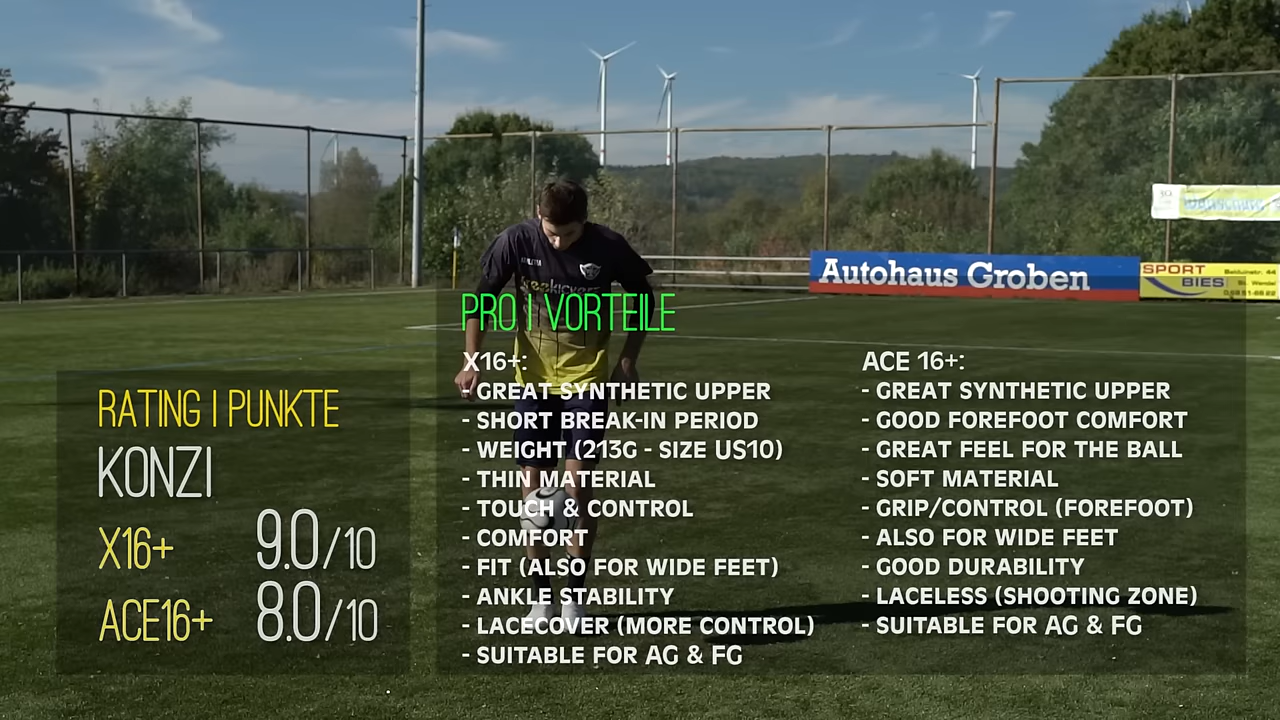 Autohaus Groben
SPORT
BIES
Balduinstr. 44
St. Wendel
PRO | VORTEILE
X16+:
- GREAT SYNTHETIC UPPER
- SHORT BREAK-IN PERIOD
- WEIGHT (213G - SIZE US10)
- THIN MATERIAL
- TOUCH & CONTROL
- COMFORT
- FIT (ALSO FOR WIDE FEET)
- ANKLE STABILITY
- LACECOVER (MORE CONTROL)
- SUITABLE FOR AG & FG
ACE 16+:
- GREAT SYNTHETIC UPPER
- GOOD FOREFOOT COMFORT
- GREAT FEEL FOR THE BALL
- SOFT MATERIAL
- GRIP/CONTROL (FOREFOOT)
- ALSO FOR WIDE FEET
- GOOD DURABILITY
- LACELESS (SHOOTING ZONE)
- SUITABLE FOR AG & FG
RATING | PUNKTE
KONZI
X16+ 9.0/10
ACE16+ 8.0/10